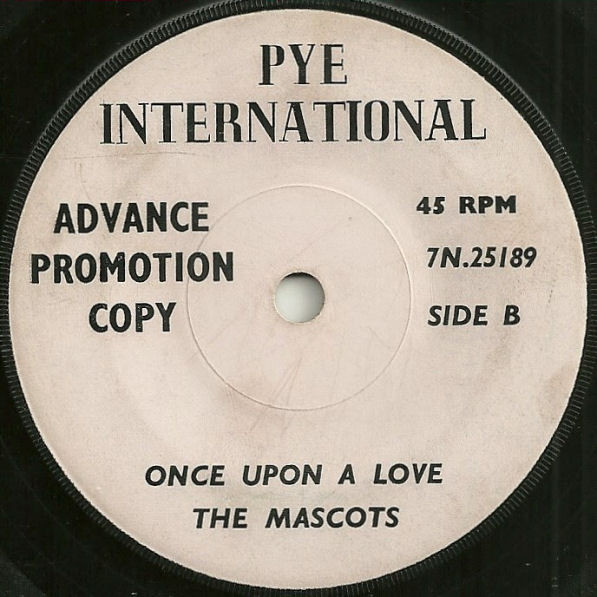 PYE
INTERNATIONAL
ADVANCE
PROMOTION
COPY
45 RPM
7N.25189
SIDE B
ONCE UPON A LOVE
THE MASCOTS